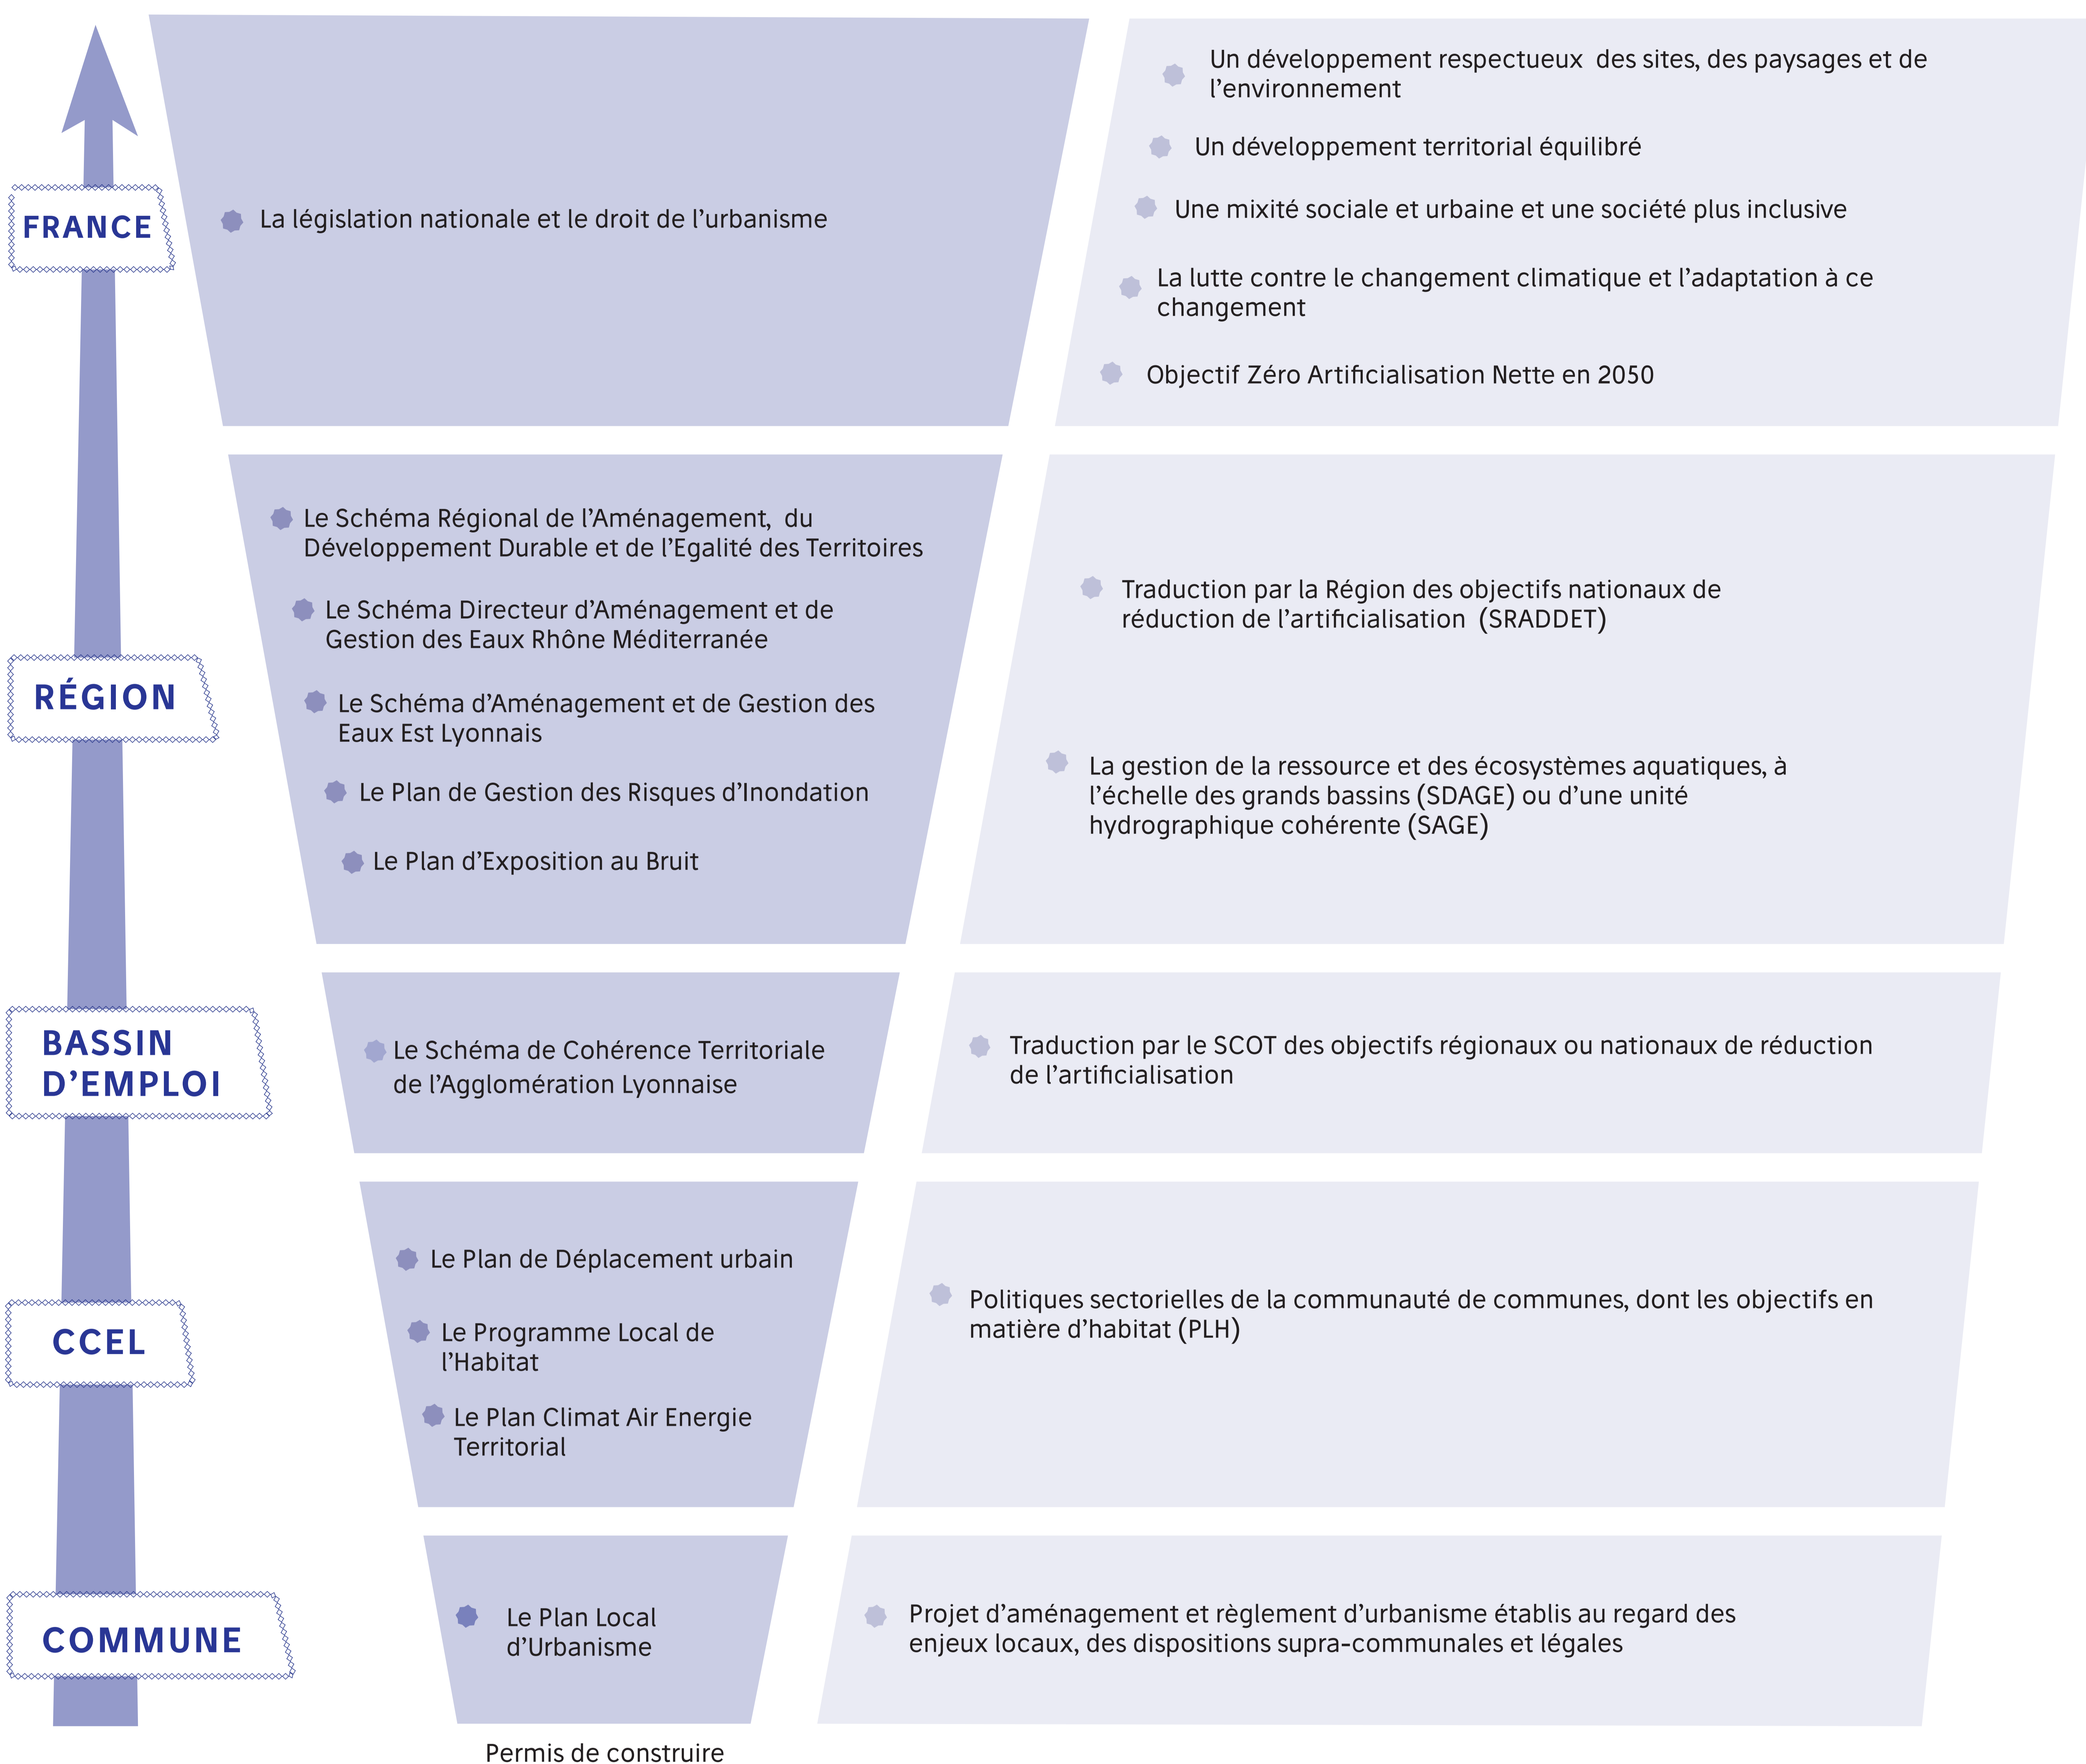 FRANCE
La législation nationale et le droit de l’urbanisme
Un développement respectueux des sites, des paysages et de
l’environnement
Un développement territorial équilibré
Une mixité sociale et urbaine et une société plus inclusive
La lutte contre le changement climatique et l’adaptation à ce
changement
Objectif Zéro Artificialisation Nette en 2050
RÉGION
Le Schéma Régional de l’Aménagement, du
Développement Durable et de l’Egalité des Territoires
Le Schéma Directeur d’Aménagement et de
Gestion des Eaux Rhône Méditerranée
Le Schéma d’Aménagement et de Gestion des
Eaux Est Lyonnais
Le Plan de Gestion des Risques d’Inondation
Le Plan d’Exposition au Bruit
Traduction par la Région des objectifs nationaux de
réduction de l’artificialisation (SRADDET)
La gestion de la ressource et des écosystèmes aquatiques, à
l’échelle des grands bassins (SDAGE) ou d’une unité
hydrographique cohérente (SAGE)
BASSIN
D’EMPLOI
Le Schéma de Cohérence Territoriale
de l’Agglomération Lyonnaise
Traduction par le SCOT des objectifs régionaux ou nationaux de réduction
de l’artificialisation
CCEL
Le Plan de Déplacement urbain
Le Programme Local de
l’Habitat
Le Plan Climat Air Energie
Territorial
Politiques sectorielles de la communauté de communes, dont les objectifs en
matière d’habitat (PLH)
COMMUNE
Le Plan Local
d’Urbanisme
Projet d’aménagement et règlement d’urbanisme établis au regard des
enjeux locaux, des dispositions supra-communales et légales
Permis de construire